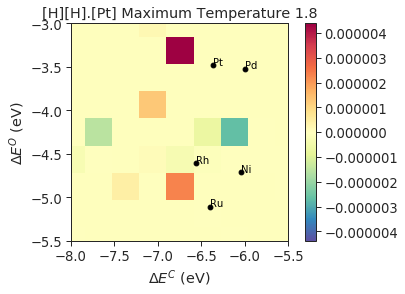 [H][H].[Pt] Maximum Temperature 1.8
−3.0
−3.5
−4.0
−4.5
−5.0
−5.5
ΔE^O (eV)
Pt
Pd
Rh
Ni
Ru
−8.0 −7.5 −7.0 −6.5 −6.0 −5.5
ΔE^C (eV)
0.000004
0.000003
0.000002
0.000001
0.000000
−0.000001
−0.000002
−0.000003
−0.000004